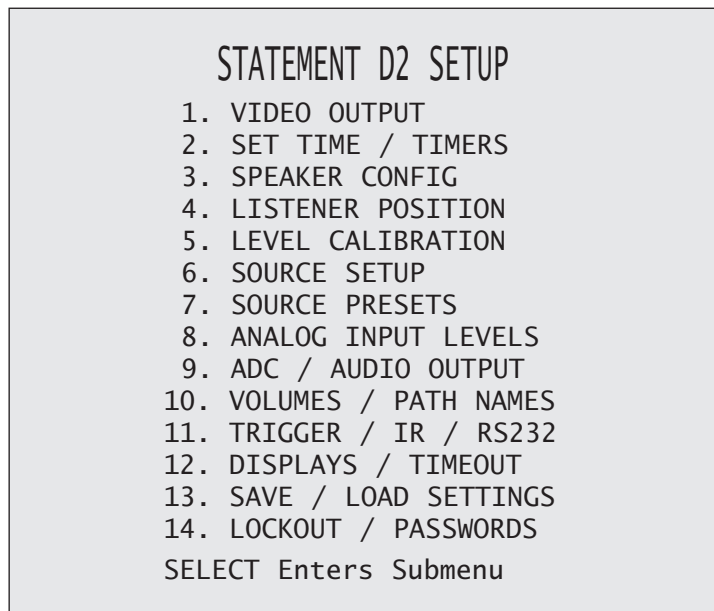 STATEMENT D2 SETUP
1. VIDEO OUTPUT
2. SET TIME / TIMERS
3. SPEAKER CONFIG
4. LISTENER POSITION
5. LEVEL CALIBRATION
6. SOURCE SETUP
7. SOURCE PRESETS
8. ANALOG INPUT LEVELS
9. ADC / AUDIO OUTPUT
10. VOLUMES / PATH NAMES
11. TRIGGER / IR / RS232
12. DISPLAYS / TIMEOUT
13. SAVE / LOAD SETTINGS
14. LOCKOUT / PASSWORDS
SELECT Enters Submenu